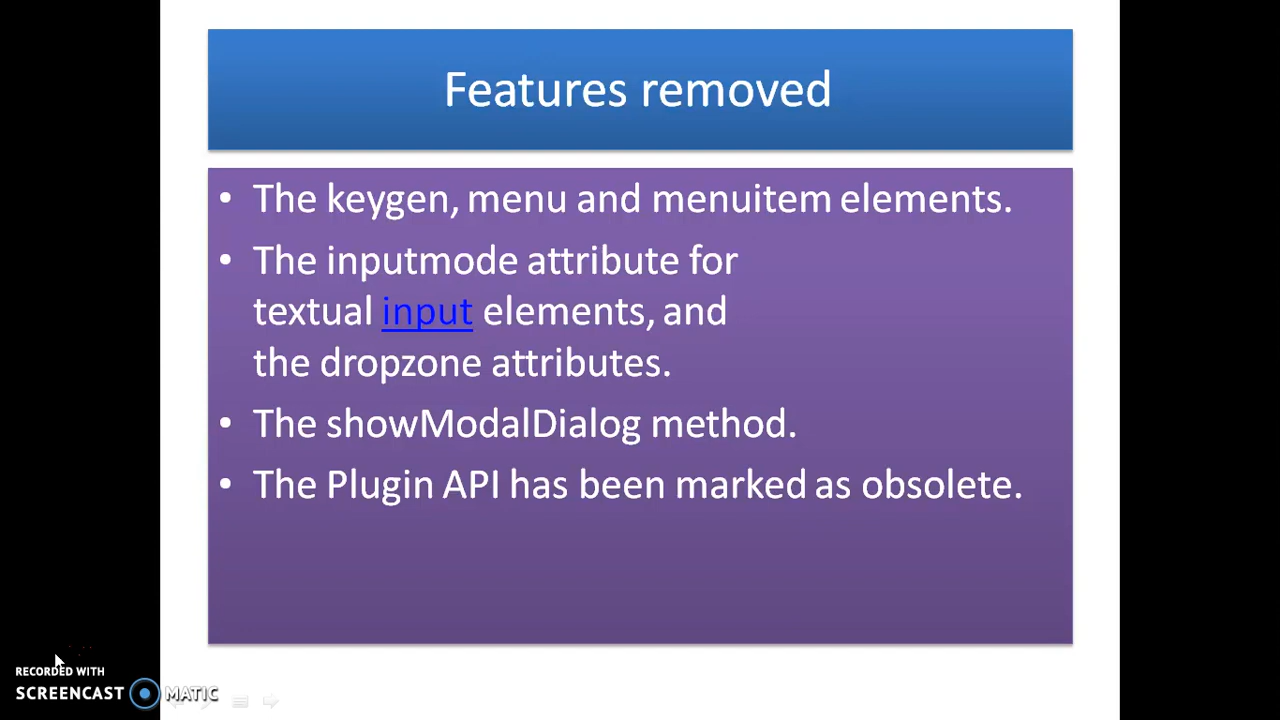 Features removed
• The keygen, menu and menuitem elements.
• The inputmode attribute for
textual input elements, and
the dropzone attributes.
• The showModalDialog method.
• The Plugin API has been marked as obsolete.
RECORDED WITH
SCREENCAST MATIC